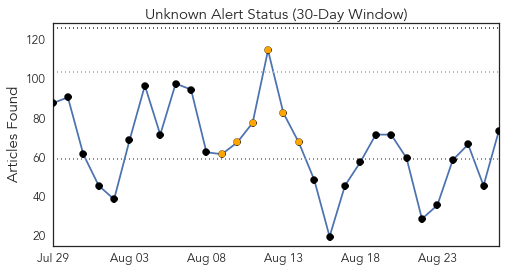 Unknown Alert Status (30-Day Window)
120
100
80
60
40
20
Articles Found
Jul 29 Aug 03 Aug 08 Aug 13 Aug 18 Aug 23